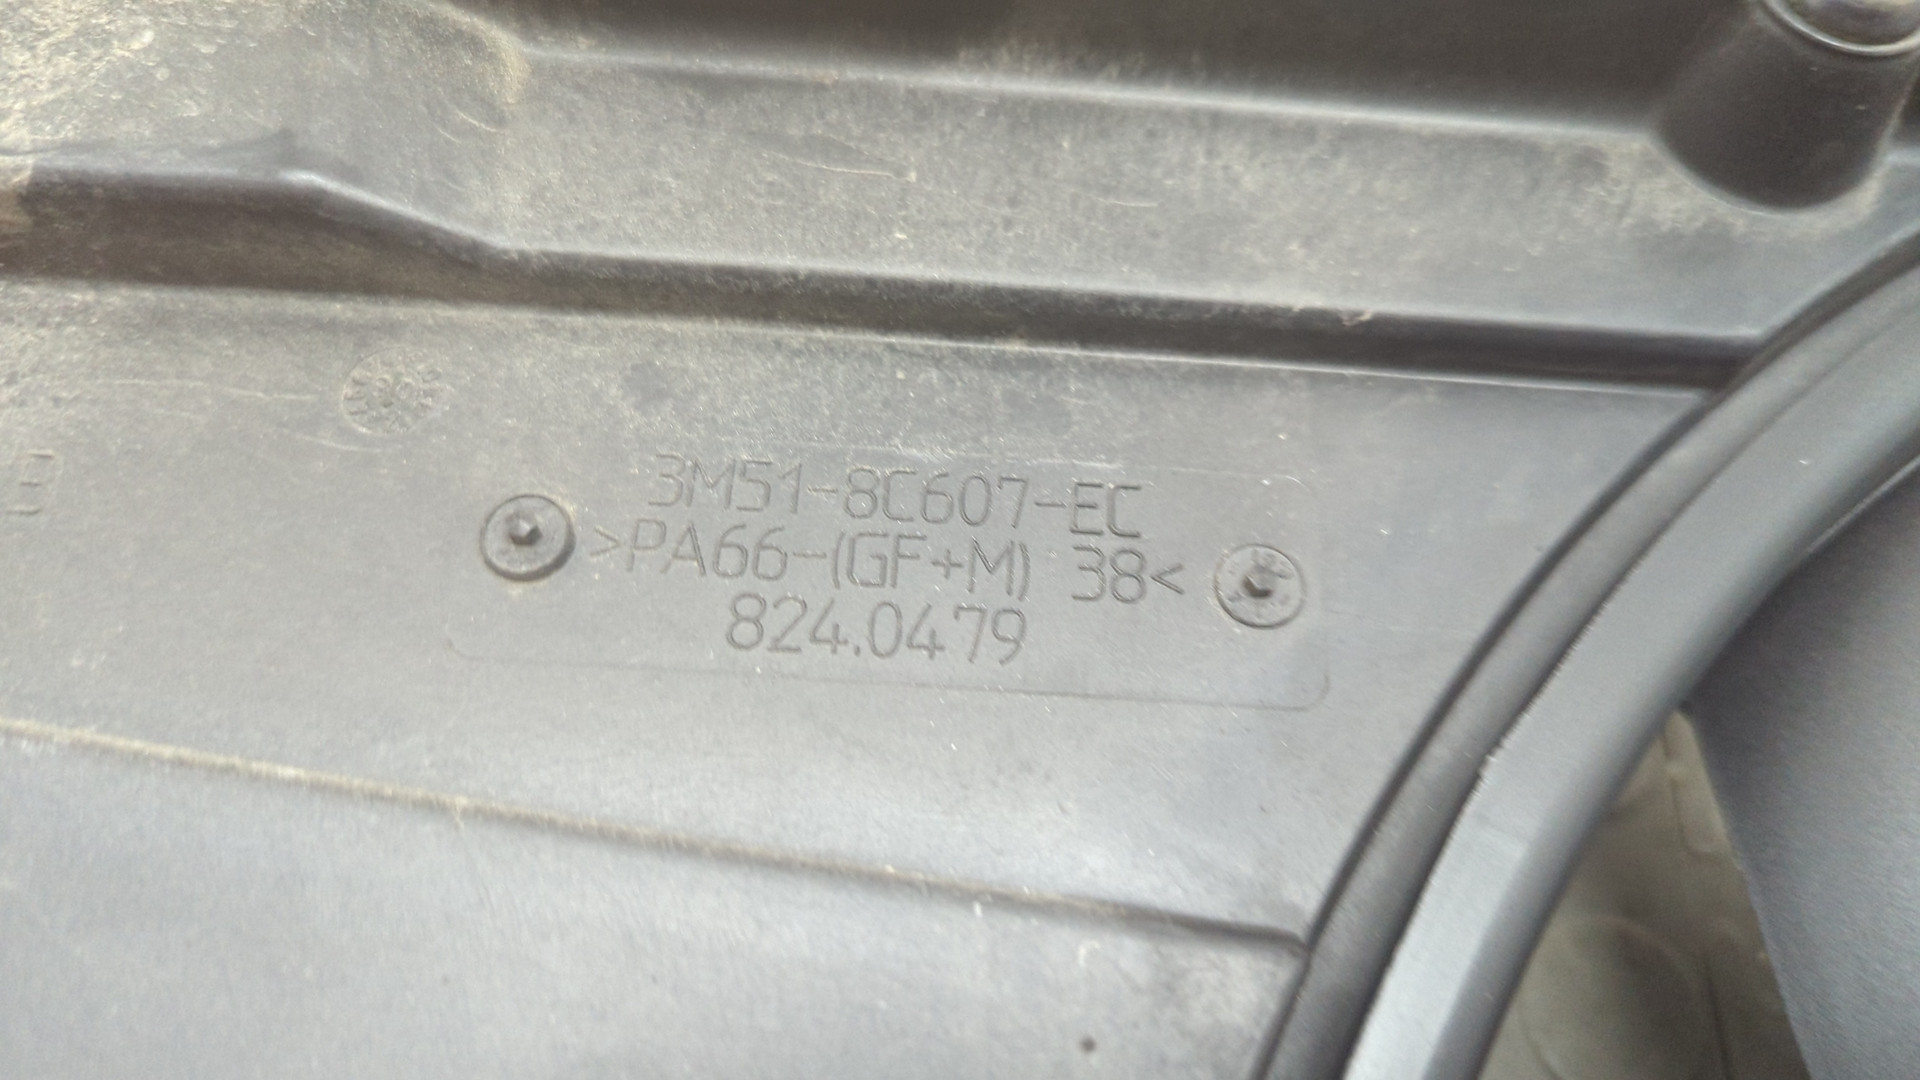 3M51-8C607-EC
>PA66-(GF+M) 38<
824.0479